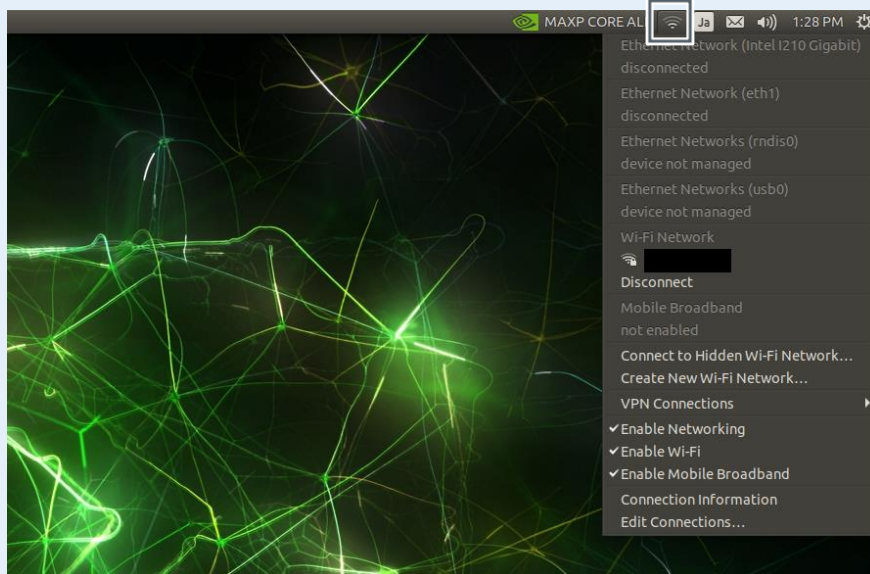 MAXP CORE AL Ja 1:28 PM
Ethernet Network (Intel I210 Gigabit)
disconnected
Ethernet Network (eth1)
disconnected
Ethernet Networks (rndis0)
device not managed
Ethernet Networks (usb0)
device not managed
Wi-Fi Network
Disconnect
Mobile Broadband
not enabled
Connect to Hidden Wi-Fi Network...
Create New Wi-Fi Network...
VPN Connections
Enable Networking
Enable Wi-Fi
Enable Mobile Broadband
Connection Information
Edit Connections...